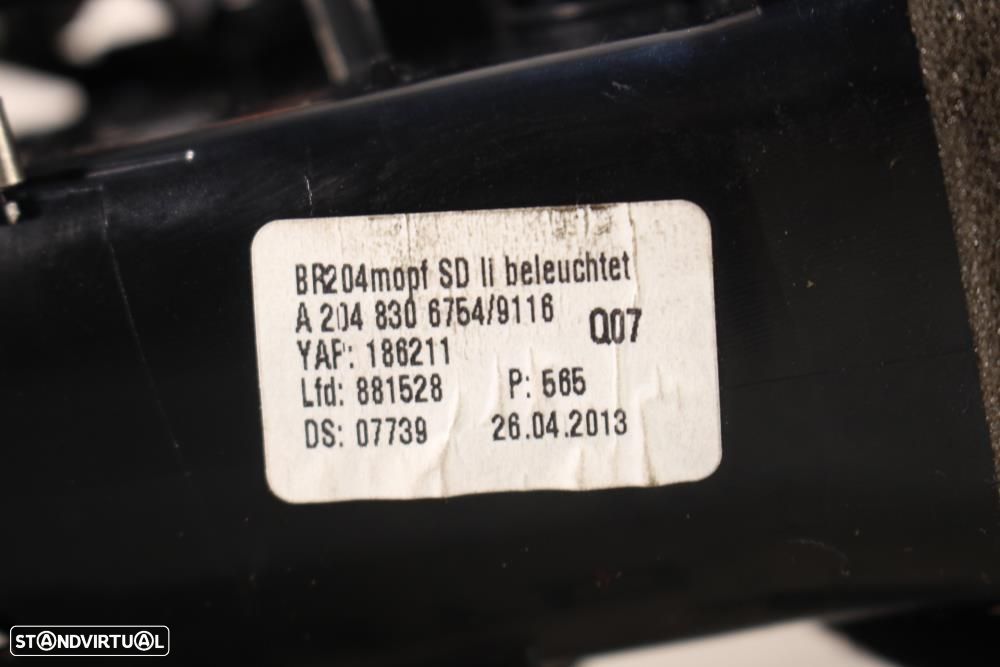 BR204mopf SD li beleuchtet
A 204 830 6754/9116
Q07
YAF: 186211
Lfd: 881528 P: 565
DS: 07739 26.04.2013
STANDVIRTUAL